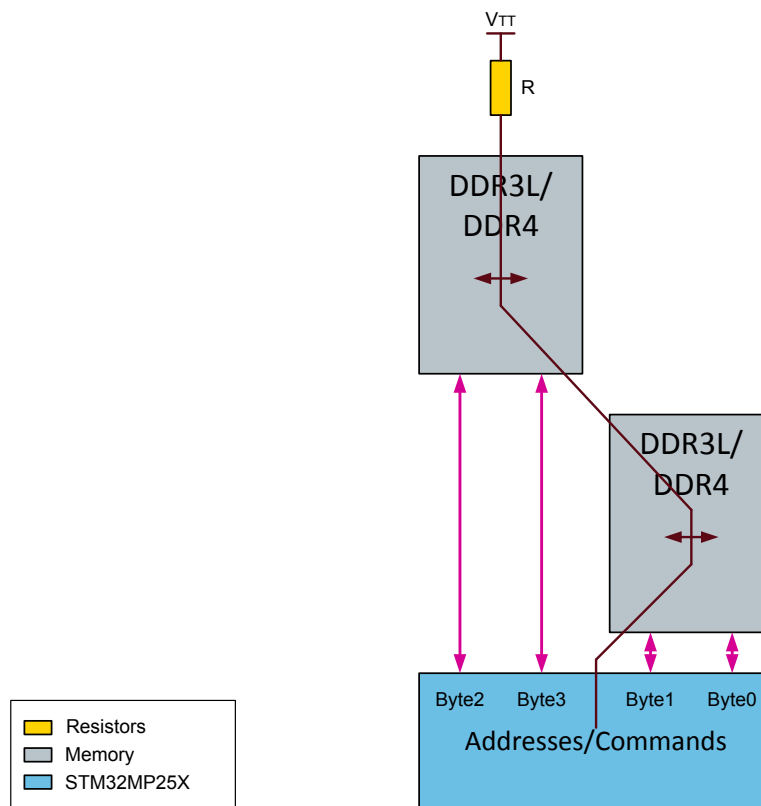 VTT
R
DDR3L/
DDR4
DDR3L/
DDR4
Byte2 Byte3 Byte1 Byte0
Addresses/Commands
Resistors
Memory
STM32MP25X